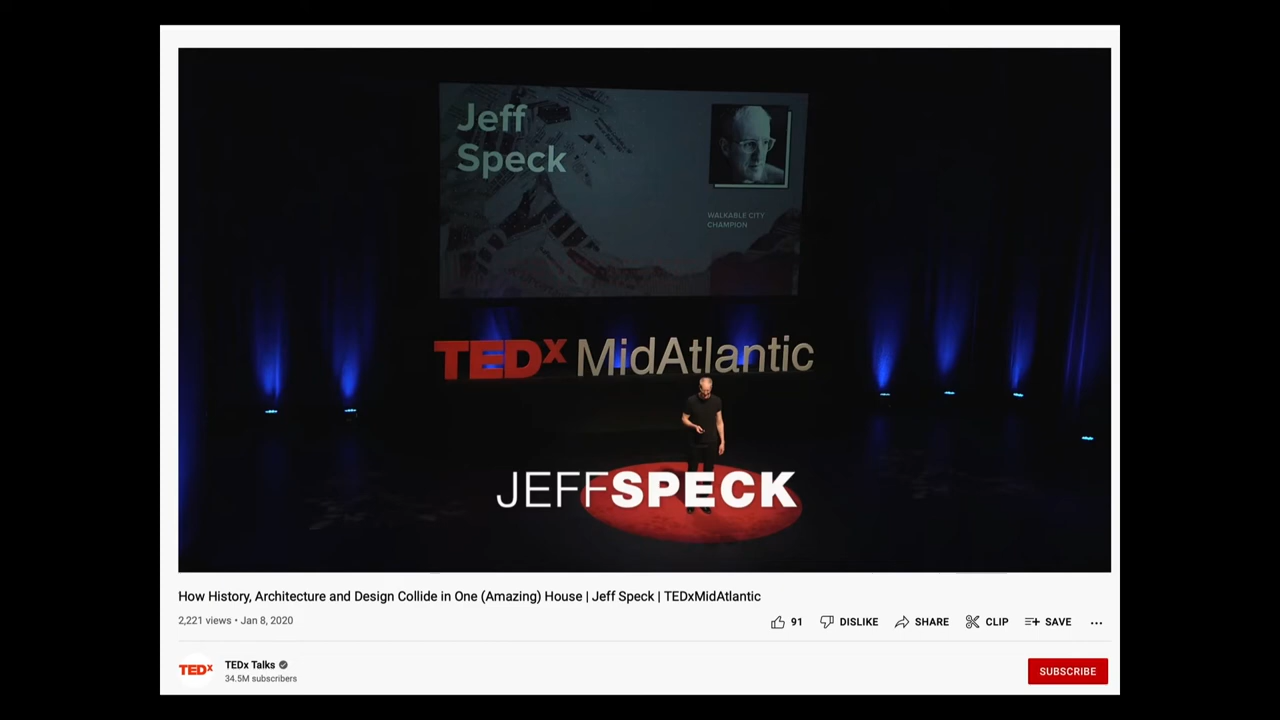 Jeff
Speck
WALKABLE CITY
CHAMPION
TEDx MidAtlantic
JEFFSPECK
How History, Architecture and Design Collide in One (Amazing) House | Jeff Speck | TEDxMidAtlantic
2,221 views • Jan 8, 2020
91 DISLIKE SHARE CLIP SAVE ...
TEDx
TEDx Talks
34.5M subscribers
SUBSCRIBE